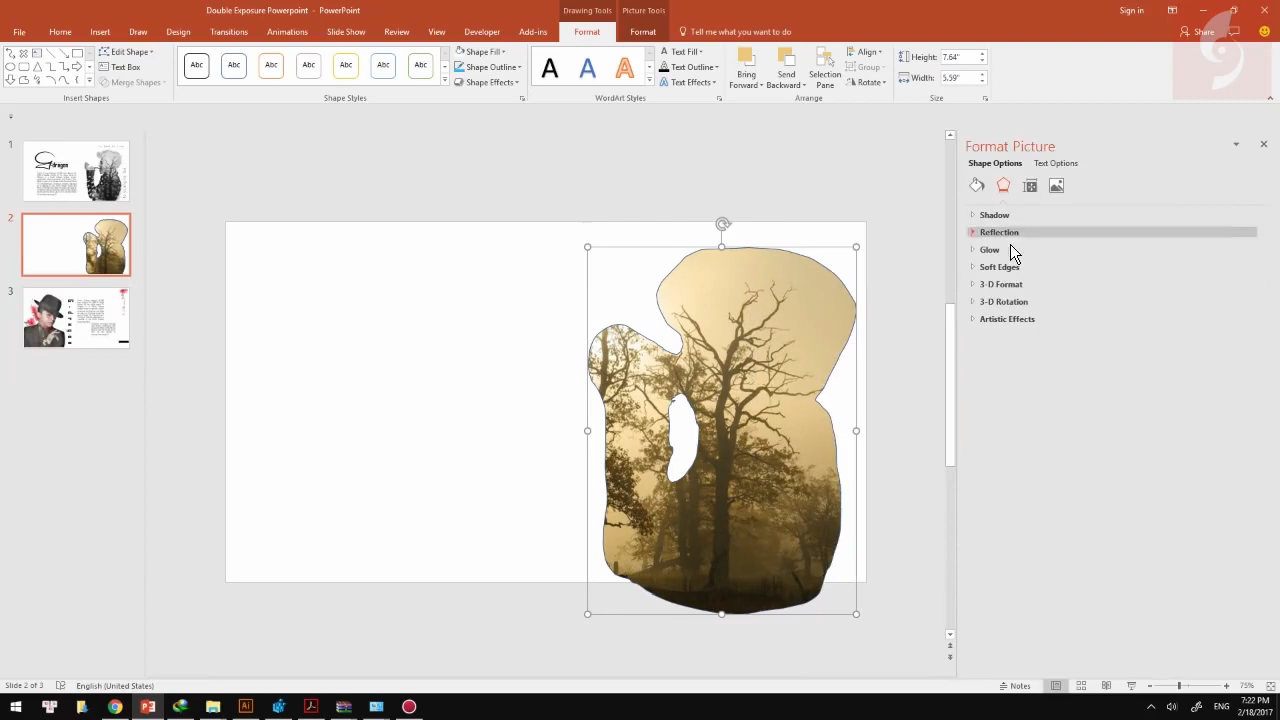 Double Exposure Powerpoint - PowerPoint
Drawing Tools
Picture Tools
Sign in
File
Home
Insert
Draw
Design
Transitions
Animations
Slide Show
Review
View
Developer
Add-ins
Format
Format
Tell me what you want to do
Share
Edit Shape
Text Box
Merge Shapes
Insert Shapes
Abc
Abc
Abc
Abc
Abc
Abc
Abc
Shape Fill
Shape Outline
Shape Effects
Shape Styles
A
A
A
Text Fill
Text Outline
Text Effects
WordArt Styles
Bring Forward
Send Backward
Selection Pane
Align
Group
Rotate
Arrange
Height: 7.64"
Width: 5.59"
Size
1
2
3
Gdragon
Format Picture
Shape Options
Text Options
Shadow
Reflection
Glow
Soft Edges
3-D Format
3-D Rotation
Artistic Effects
Slide 2 of 3
English (United States)
Notes
75%
ENG
7:22 PM
2/18/2017